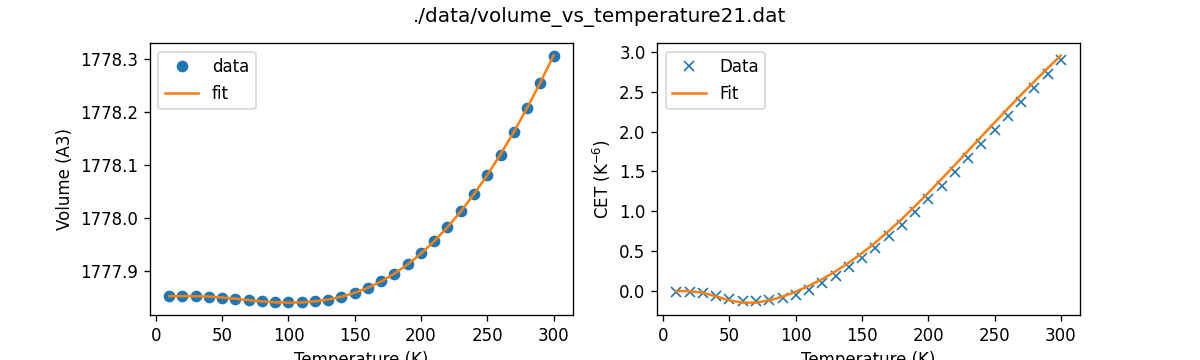 ./data/volume_vs_temperature21.dat
Volume (A3)
1778.3
1778.2
1778.1
1778.0
1777.9
data
fit
0 50 100 150 200 250 300
Temperature (K)
CET (K⁻⁶)
3.0
2.5
2.0
1.5
1.0
0.5
0.0
Data
Fit
0 50 100 150 200 250 300
Temperature (K)